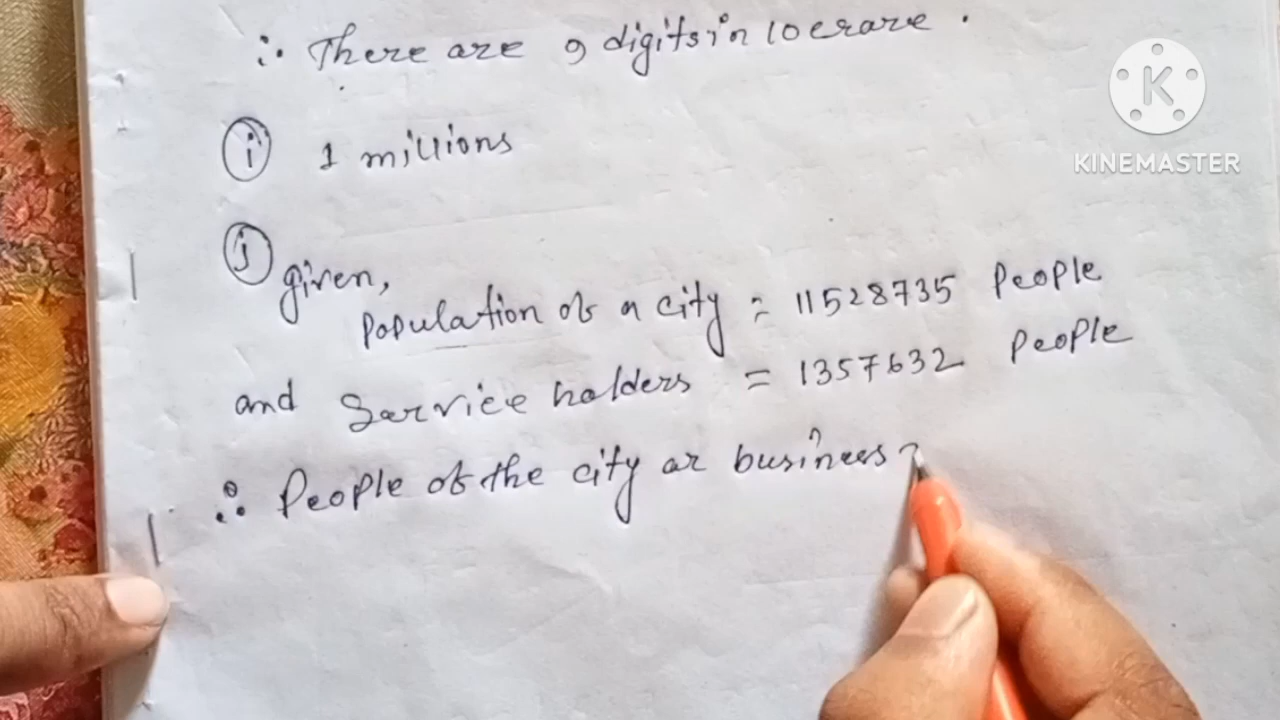 ∴ There are 9 digits in 10 crare.
K
KINEMASTER
i 1 millions
j given,
Population of a city = 11528735 People
and Service holders = 1357632 People
∴ People of the city ar business